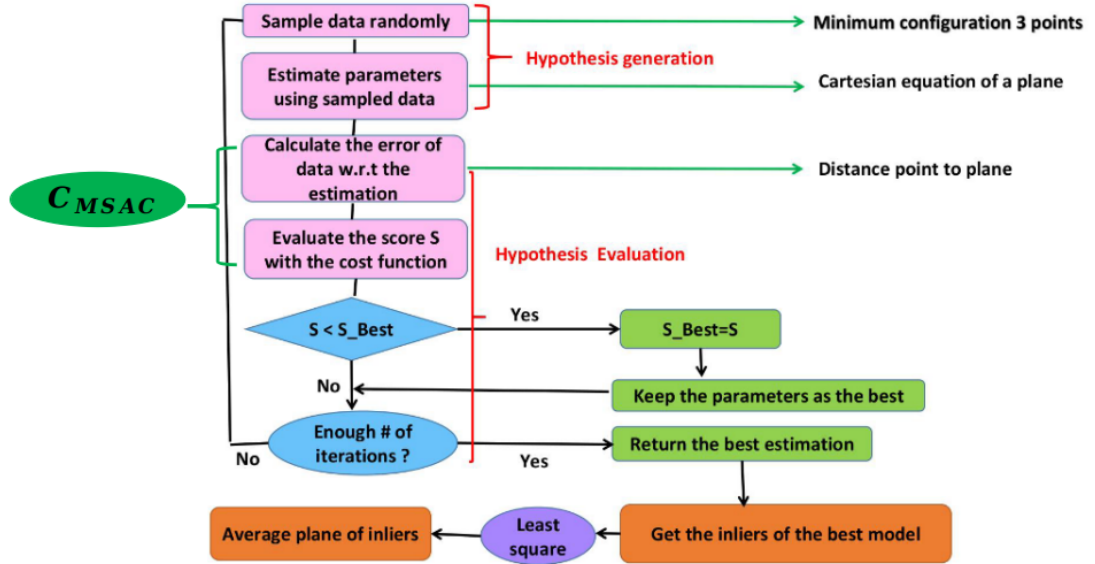 Sample data randomly
Minimum configuration 3 points
Hypothesis generation
Estimate parameters
using sampled data
Cartesian equation of a plane
Calculate the error of
data w.r.t the
estimation
Distance point to plane
C MSAC
Evaluate the score S
with the cost function
Hypothesis Evaluation
S < S_Best
Yes
S_Best=S
No
Keep the parameters as the best
Enough # of
iterations ?
No
Yes
Return the best estimation
Average plane of inliers
Least
square
Get the inliers of the best model